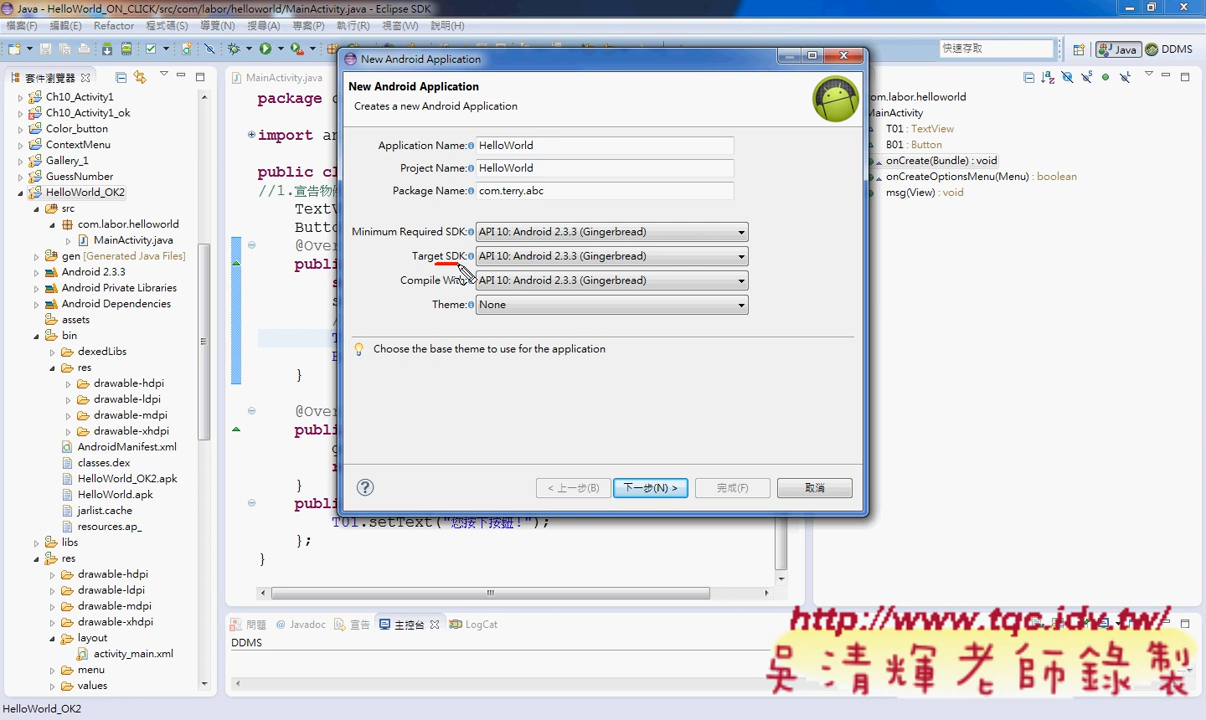 Java - HelloWorld_ON_CLICK/src/com/labor/helloworld/MainActivity.java - Eclipse SDK
檔案(F) 編輯(E) Refactor 程式碼(S) 導覽(N) 搜尋(A) 專案(P) 執行(R) 視窗(W) 說明(H)
快速存取
Java
DDMS
套件瀏覽器
Ch10_Activity1
Ch10_Activity1_ok
Color_button
ContextMenu
Gallery_1
GuessNumber
HelloWorld_OK2
src
com.labor.helloworld
MainActivity.java
gen [Generated Java Files]
Android 2.3.3
Android Private Libraries
Android Dependencies
assets
bin
dexedLibs
res
drawable-hdpi
drawable-ldpi
drawable-mdpi
drawable-xhdpi
AndroidManifest.xml
classes.dex
HelloWorld_OK2.apk
HelloWorld.apk
jarlist.cache
resources.ap_
libs
res
drawable-hdpi
drawable-ldpi
drawable-mdpi
drawable-xhdpi
layout
activity_main.xml
menu
values
HelloWorld_OK2
MainActivity.java
import
@Over
}
@Over
}
T01.setText("您按下按鈕!");
};
}
New Android Application
New Android Application
Creates a new Android Application
Application Name: HelloWorld
Project Name: HelloWorld
Package Name: com.terry.abc
Minimum Required SDK: API 10: Android 2.3.3 (Gingerbread)
Target SDK: API 10: Android 2.3.3 (Gingerbread)
Compile API 10: Android 2.3.3 (Gingerbread)
Theme: None
Choose the base theme to use for the application
< 上一步(B) 下一步(N) > 完成(F) 取消
com.labor.helloworld
MainActivity
T01 : TextView
B01 : Button
onCreate(Bundle) : void
onCreateOptionsMenu(Menu) : boolean
msg(View) : void
問題 Javadoc 宣告 主控台 LogCat
DDMS
http://www.tqc.idv.tw/
吳清輝老師錄製